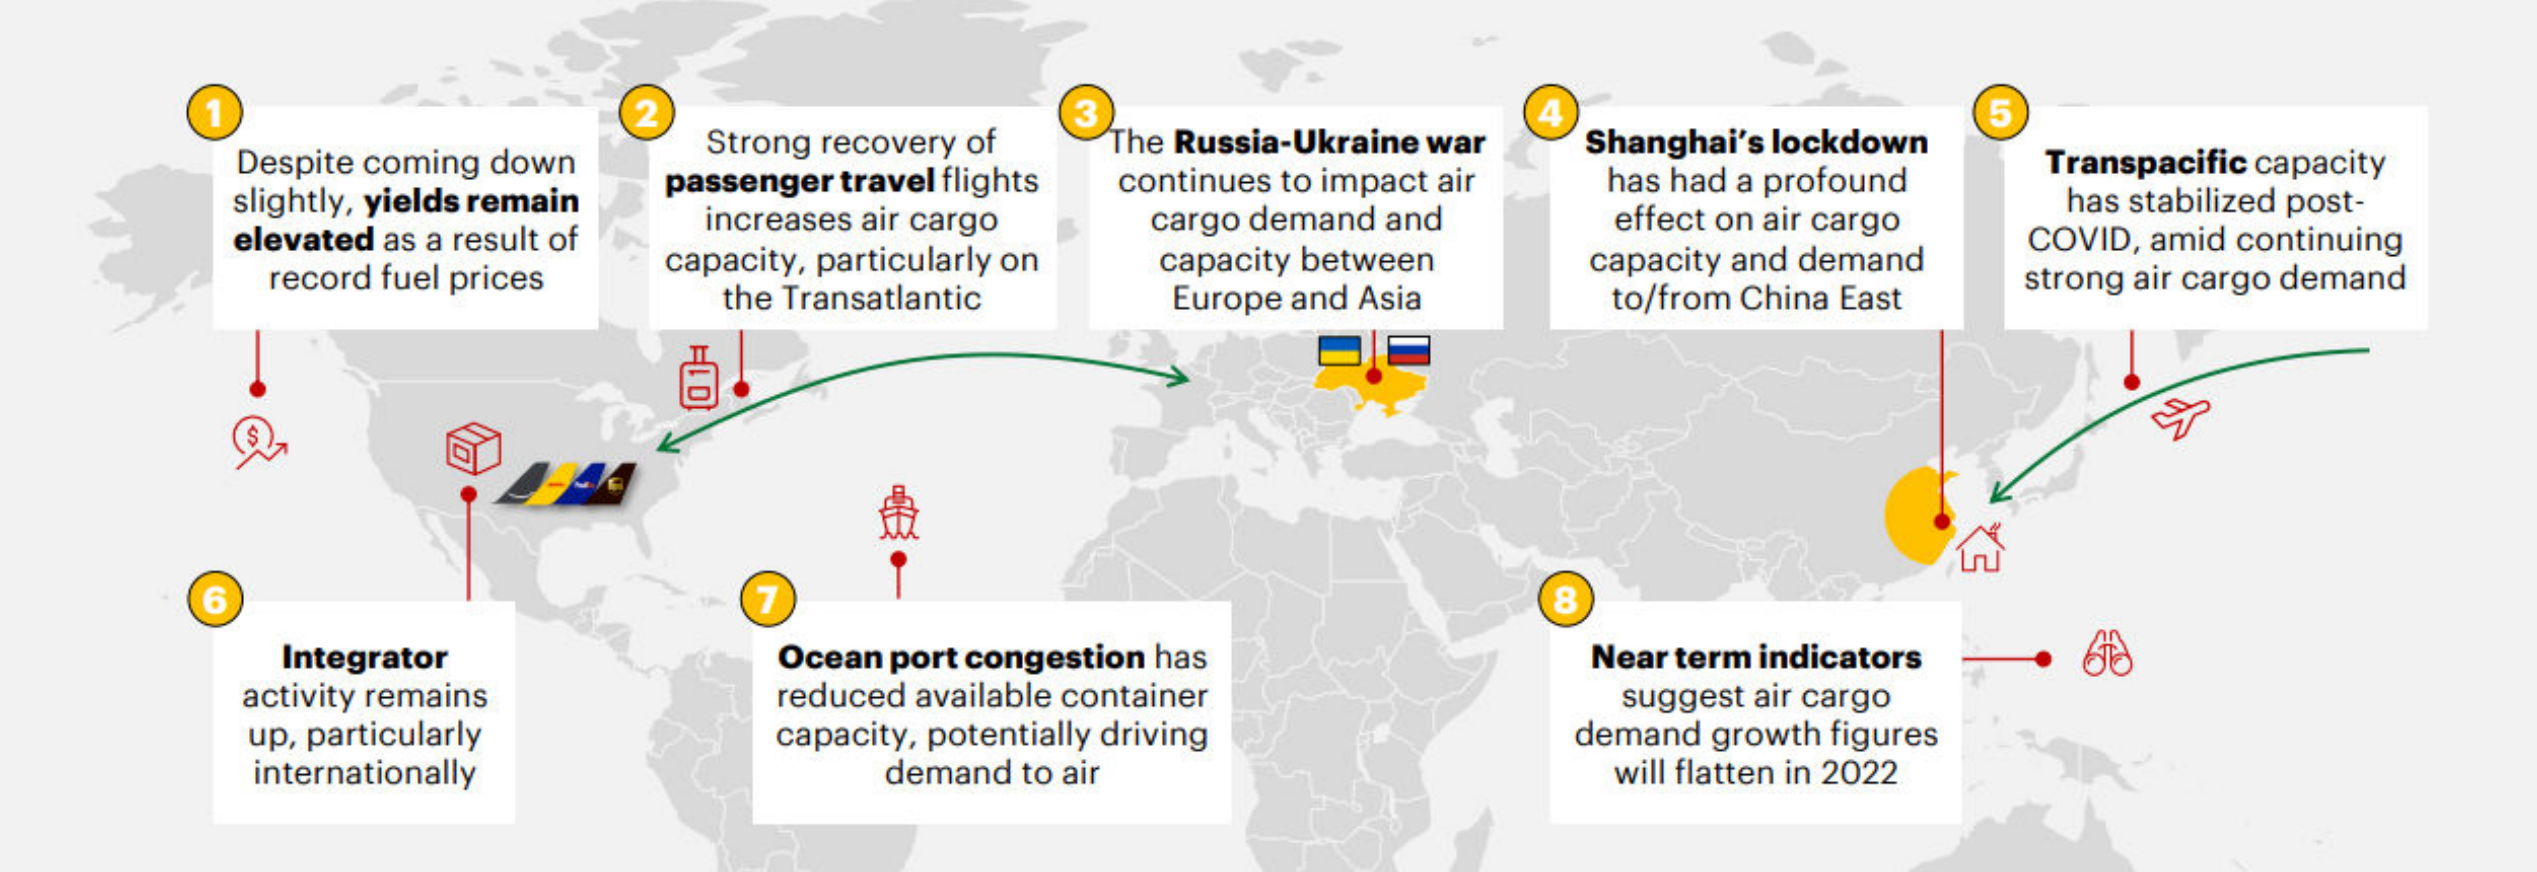 1
Despite coming down
slightly, yields remain
elevated as a result of
record fuel prices
2
Strong recovery of
passenger travel flights
increases air cargo
capacity, particularly on
the Transatlantic
3
The Russia-Ukraine war
continues to impact air
cargo demand and
capacity between
Europe and Asia
4
Shanghai's lockdown
has had a profound
effect on air cargo
capacity and demand
to/from China East
5
Transpacific capacity
has stabilized post-
COVID, amid continuing
strong air cargo demand
$
FedEx
6
Integrator
activity remains
up, particularly
internationally
7
Ocean port congestion has
reduced available container
capacity, potentially driving
demand to air
8
Near term indicators
suggest air cargo
demand growth figures
will flatten in 2022